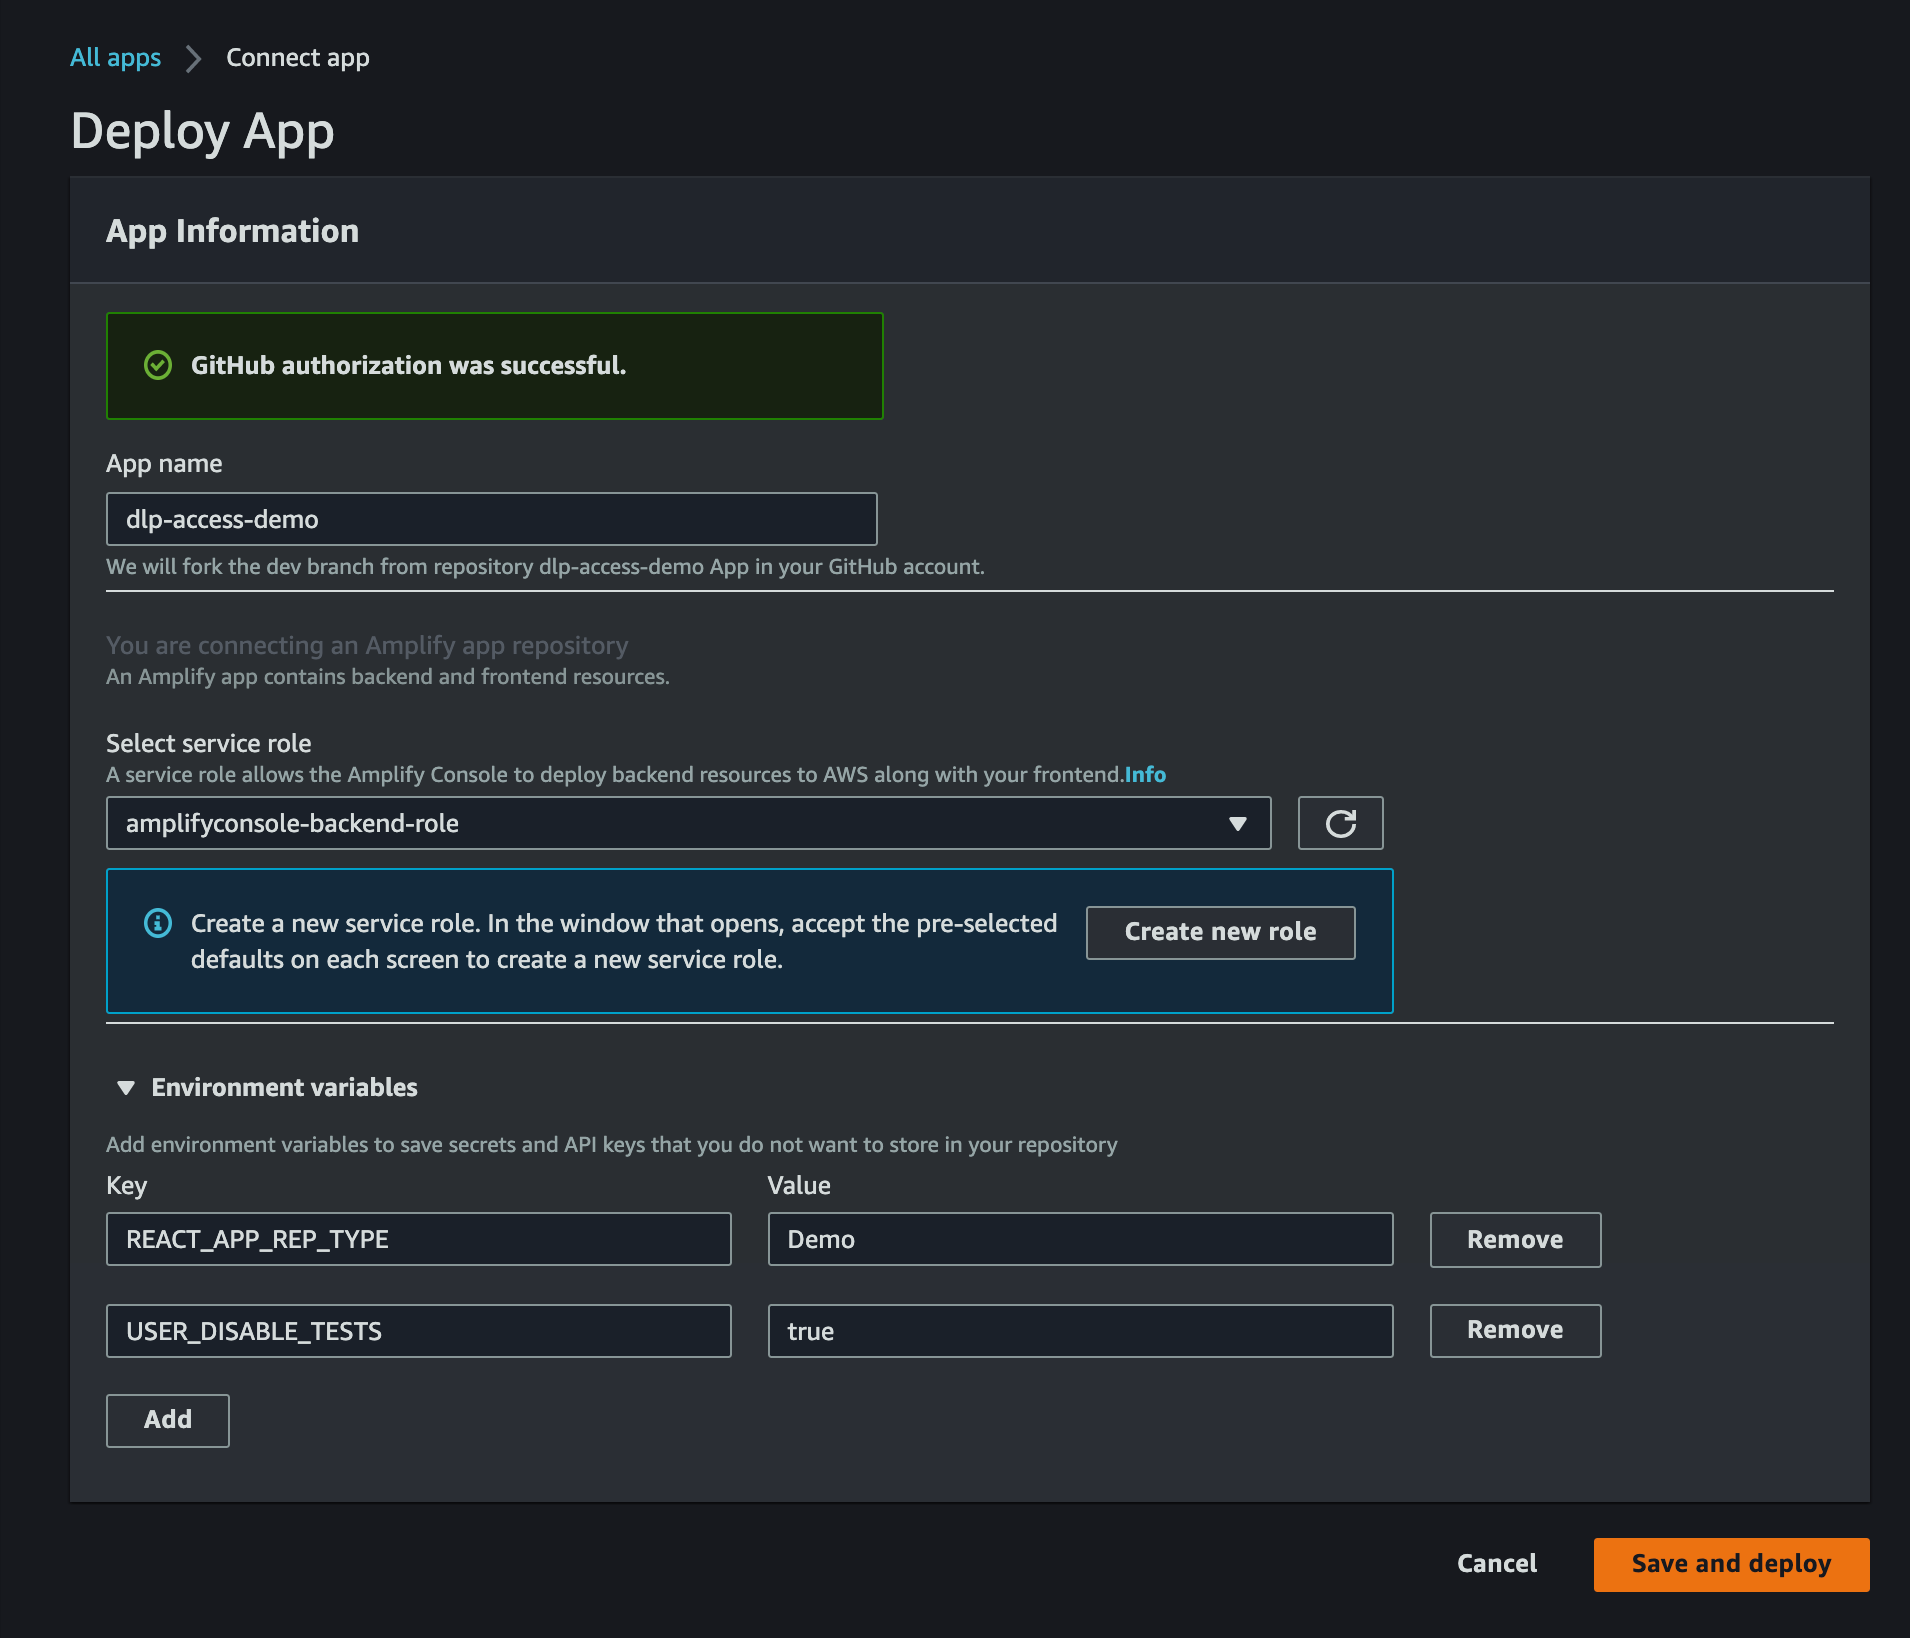 All apps
Connect app
Deploy App
App Information
GitHub authorization was successful.
App name
dlp-access-demo
We will fork the dev branch from repository dlp-access-demo App in your GitHub account.
You are connecting an Amplify app repository
An Amplify app contains backend and frontend resources.
Select service role
A service role allows the Amplify Console to deploy backend resources to AWS along with your frontend.Info
amplifyconsole-backend-role
Create a new service role. In the window that opens, accept the pre-selected
defaults on each screen to create a new service role.
Create new role
Environment variables
Add environment variables to save secrets and API keys that you do not want to store in your repository
Key Value
REACT_APP_REP_TYPE Demo Remove
USER_DISABLE_TESTS true Remove
Add
Cancel Save and deploy